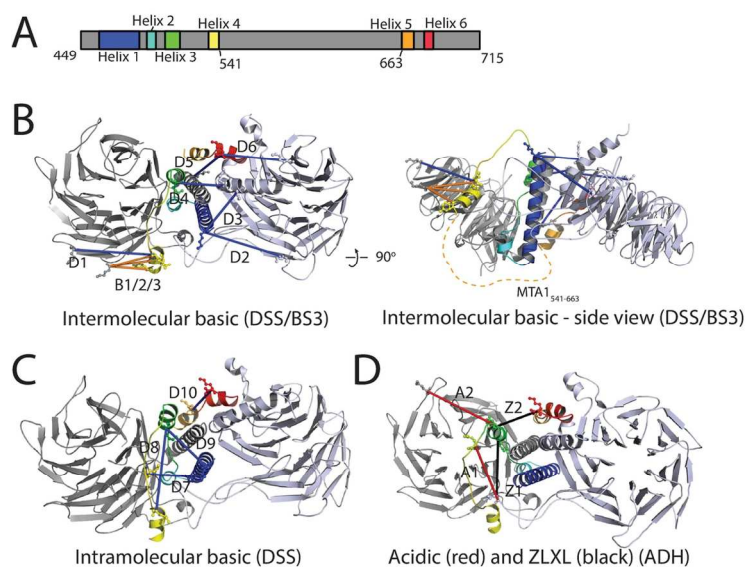 A
Helix 2
Helix 4
Helix 5
Helix 6
449
Helix 1
Helix 3
541
663
715
B
D5
D6
D4
D3
D1
D2
B1/2/3
90º
MTA1541-663
Intermolecular basic (DSS/BS3)
Intermolecular basic - side view (DSS/BS3)
C
D
D10
D8
D9
D7
A2
Z2
A1
Z1
Intramolecular basic (DSS)
Acidic (red) and ZLXL (black) (ADH)